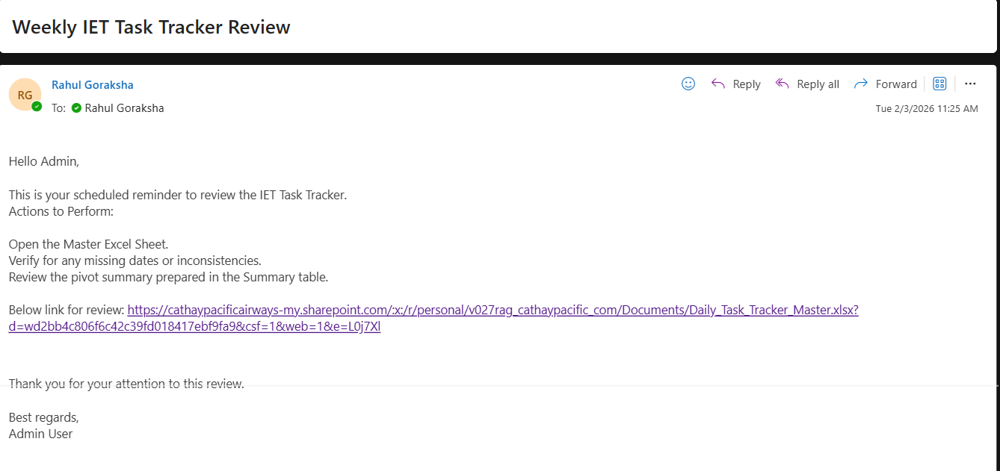 Weekly IET Task Tracker Review
RG
Rahul Goraksha
Reply
Reply all
Forward
To: Rahul Goraksha
Tue 2/3/2026 11:25 AM
Hello Admin,
This is your scheduled reminder to review the IET Task Tracker.
Actions to Perform:
Open the Master Excel Sheet.
Verify for any missing dates or inconsistencies.
Review the pivot summary prepared in the Summary table.
Below link for review: https://cathaypacificairways-my.sharepoint.com/:x:/r/personal/v027rag_cathaypacific_com/Documents/Daily_Task_Tracker_Master.xlsx?
d=wd2bb4c806f6c42c39fd018417ebf9fa9&csf=1&web=1&e=L0j7Xl
Thank you for your attention to this review.
Best regards,
Admin User